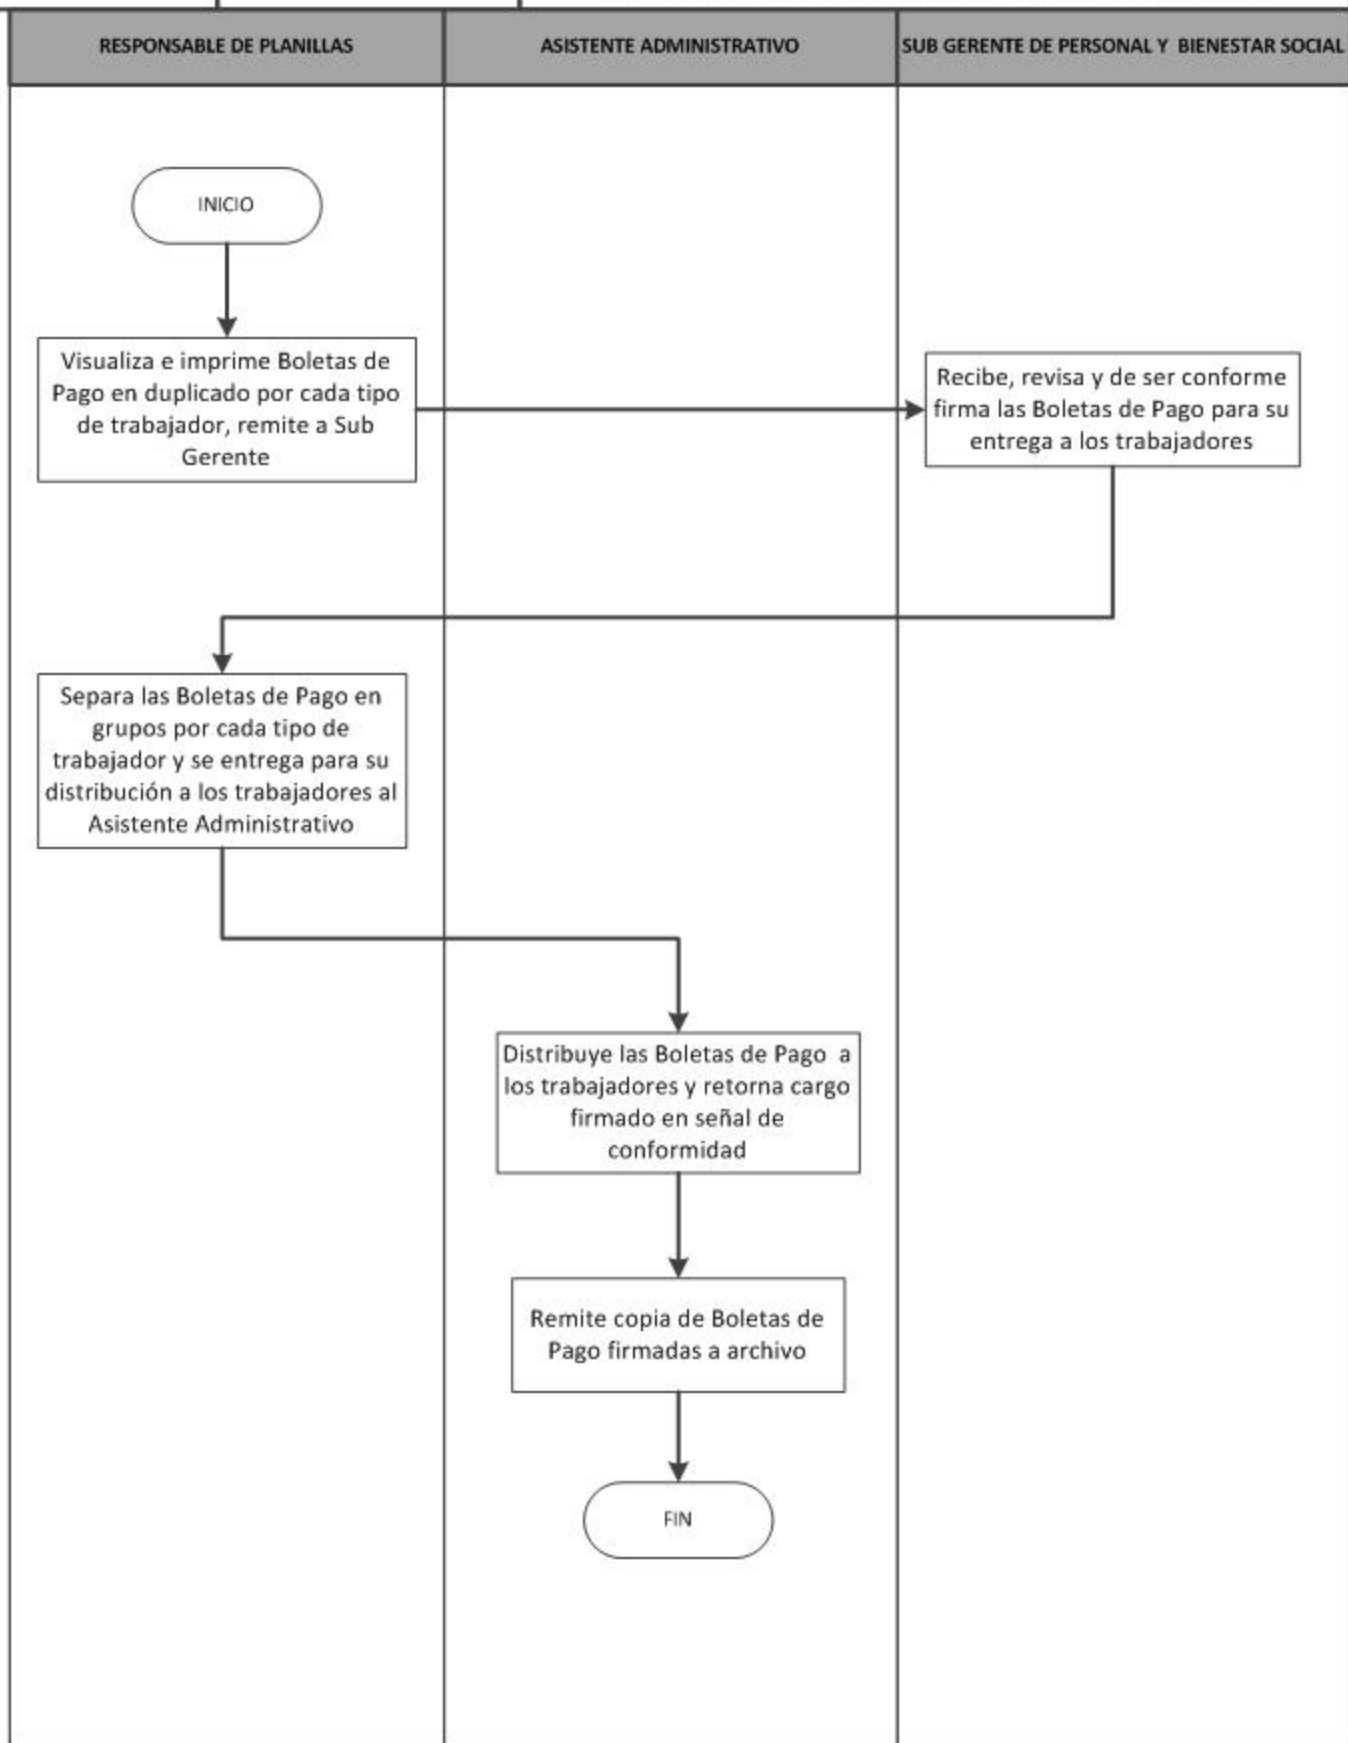 RESPONSABLE DE PLANILLAS
ASISTENTE ADMINISTRATIVO
SUB GERENTE DE PERSONAL Y BIENESTAR SOCIAL
INICIO
Visualiza e imprime Boletas de
Pago en duplicado por cada tipo
de trabajador, remite a Sub
Gerente
Recibe, revisa y de ser conforme
firma las Boletas de Pago para su
entrega a los trabajadores
Separa las Boletas de Pago en
grupos por cada tipo de
trabajador y se entrega para su
distribución a los trabajadores al
Asistente Administrativo
Distribuye las Boletas de Pago a
los trabajadores y retorna cargo
firmado en señal de
conformidad
Remite copia de Boletas de
Pago firmadas a archivo
FIN